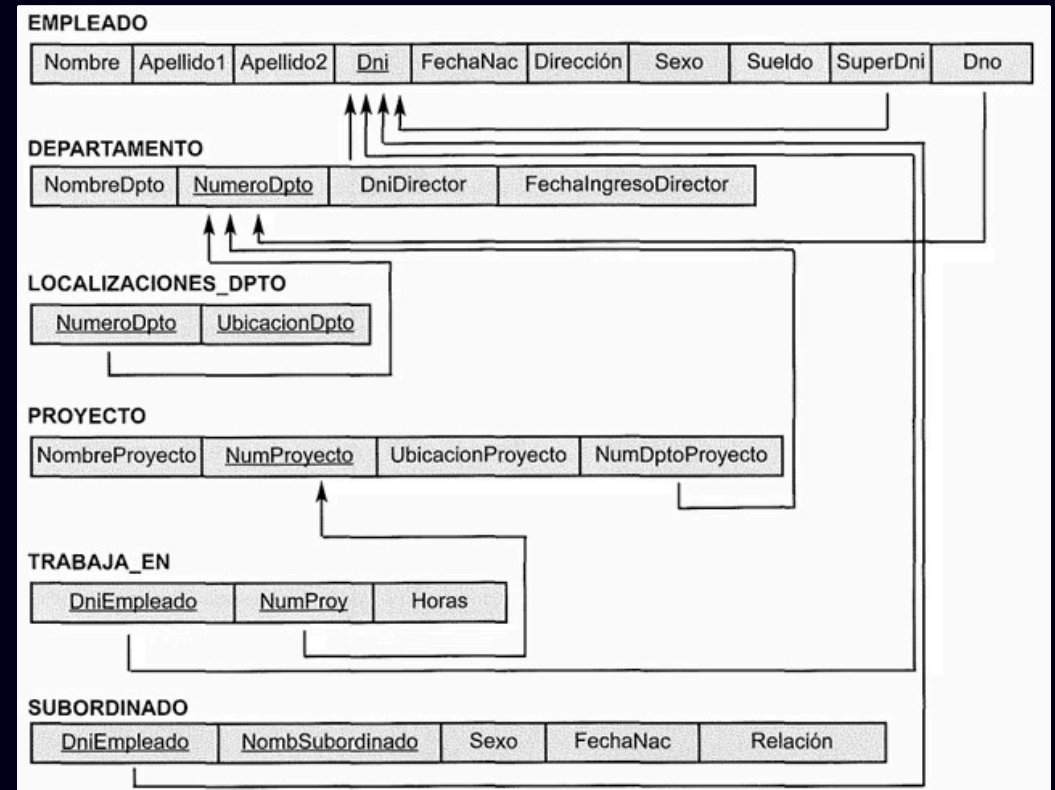 EMPLEADO
Nombre Apellido1 Apellido2 Dni FechaNac Dirección Sexo Sueldo SuperDni Dno
DEPARTAMENTO
NombreDpto NumeroDpto DniDirector FechaIngresoDirector
LOCALIZACIONES_DPTO
NumeroDpto UbicacionDpto
PROYECTO
NombreProyecto NumProyecto UbicacionProyecto NumDptoProyecto
TRABAJA_EN
DniEmpleado NumProy Horas
SUBORDINADO
DniEmpleado NombSubordinado Sexo FechaNac Relación